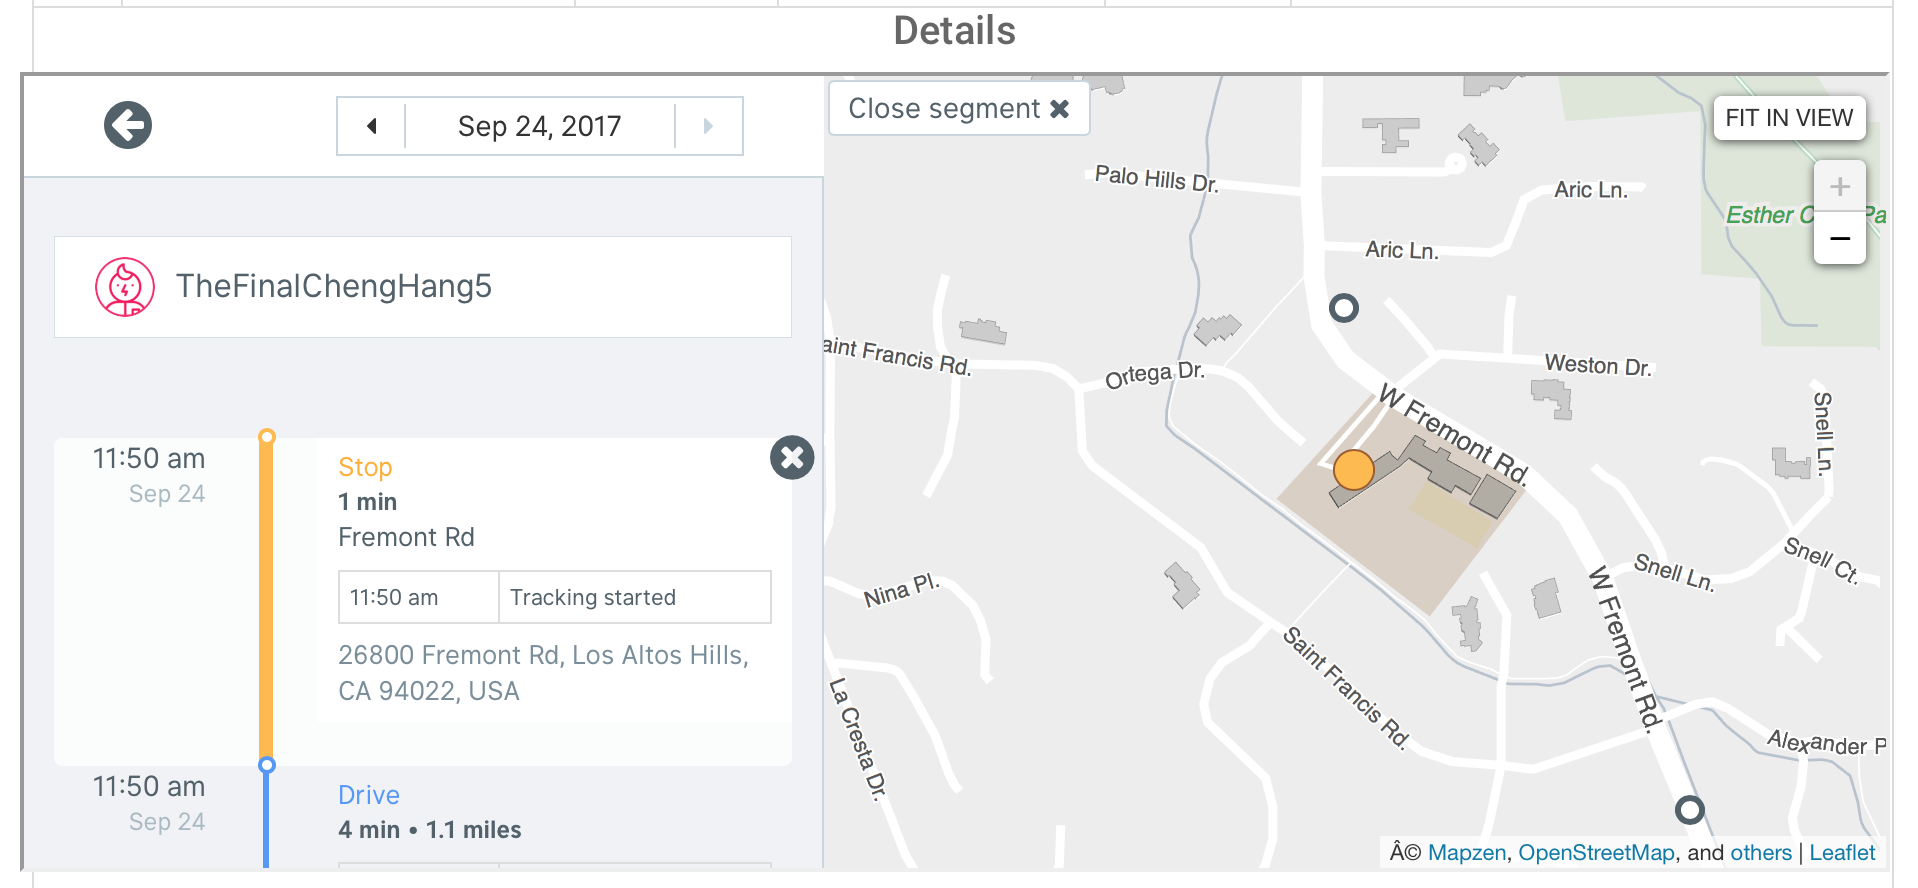 Details
Sep 24, 2017
TheFinalChengHang5
11:50 am
Sep 24
Stop
1 min
Fremont Rd
11:50 am
Tracking started
26800 Fremont Rd, Los Altos Hills,
CA 94022, USA
11:50 am
Sep 24
Drive
4 min • 1.1 miles
Close segment
FIT IN VIEW
+
−
Palo Hills Dr.
Aric Ln.
Aric Ln.
Esther C
Pa
aint Francis Rd.
Ortega Dr.
Weston Dr.
W Fremont Rd.
Snell Ln.
Snell Ct.
Snell Ln.
Nina Pl.
W Fremont Rd.
Saint Francis Rd.
La Cresta Dr.
Alexander P
Â© Mapzen, OpenStreetMap, and others | Leaflet